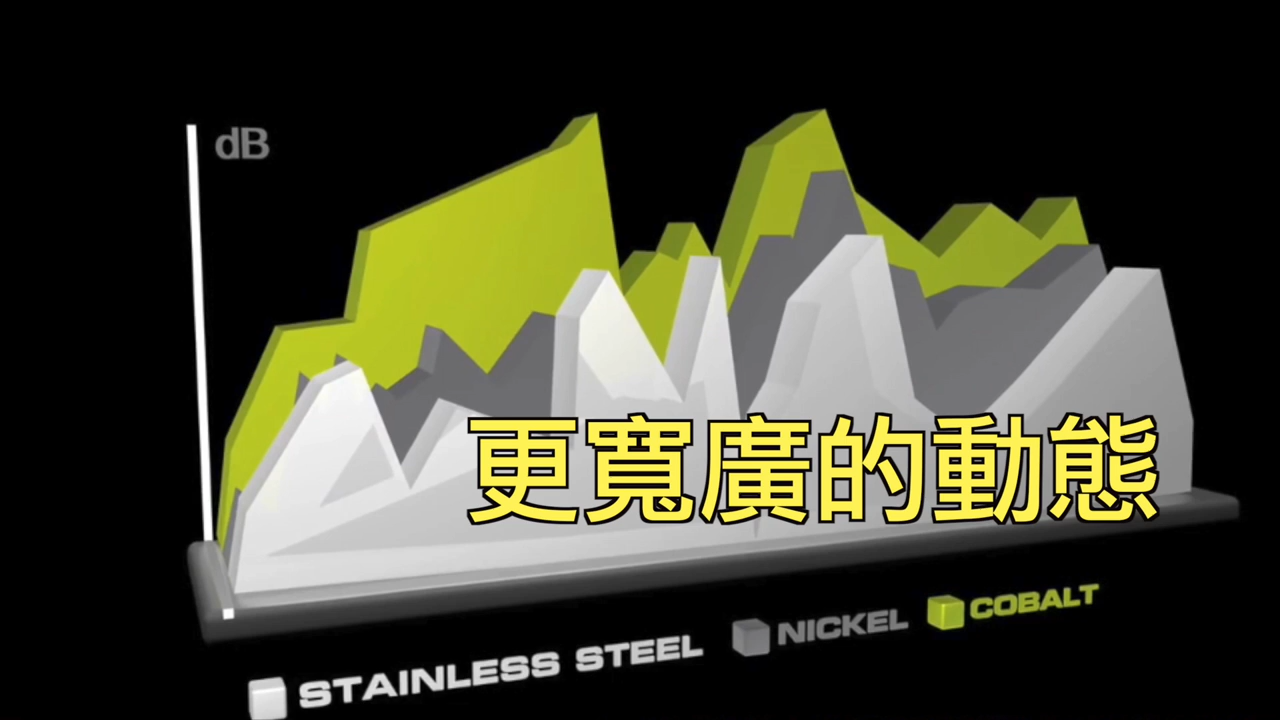 dB
更寬廣的動態
STAINLESS STEEL
NICKEL
COBALT